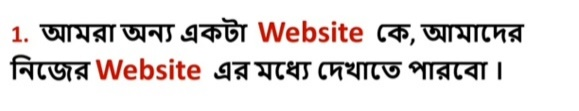 1. আমরা অন্য একটা Website কে, আমাদের
নিজের Website এর মধ্যে দেখাতে পারবো ।